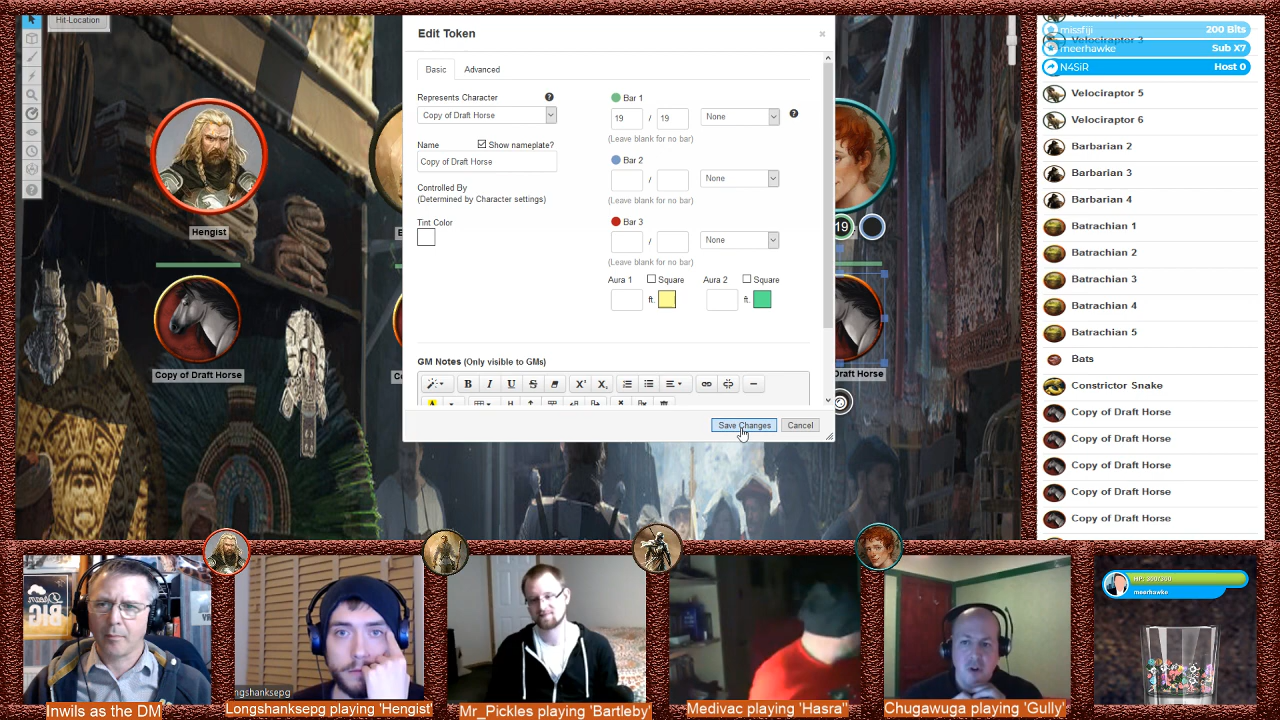 Hit-Location
Edit Token
×
Basic
Advanced
Represents Character
?
Copy of Draft Horse
Name
Show nameplate?
Copy of Draft Horse
Controlled By
(Determined by Character settings)
Tint Color
Bar 1
19 / 19
None
?
(Leave blank for no bar)
Bar 2
/
None
(Leave blank for no bar)
Bar 3
/
None
(Leave blank for no bar)
Aura 1
Square
Aura 2
Square
ft.
ft.
GM Notes (Only visible to GMs)
B I U S
Save Changes
Cancel
Hengist
Copy of Draft Horse
19
Draft Horse
missfiji 200 Bits
meerhawke Sub X7
N4SiR Host 0
Velociraptor 5
Velociraptor 6
Barbarian 2
Barbarian 3
Barbarian 4
Batrachian 1
Batrachian 2
Batrachian 3
Batrachian 4
Batrachian 5
Bats
Constrictor Snake
Copy of Draft Horse
Copy of Draft Horse
Copy of Draft Horse
Copy of Draft Horse
Copy of Draft Horse
BIG
ngshanksepg
HP: 300/300
meerhawke
Inwils as the DM
Longshanksepg playing 'Hengist'
Mr_Pickles playing 'Bartleby'
Medivac playing 'Hasra"
Chugawuga playing 'Gully'